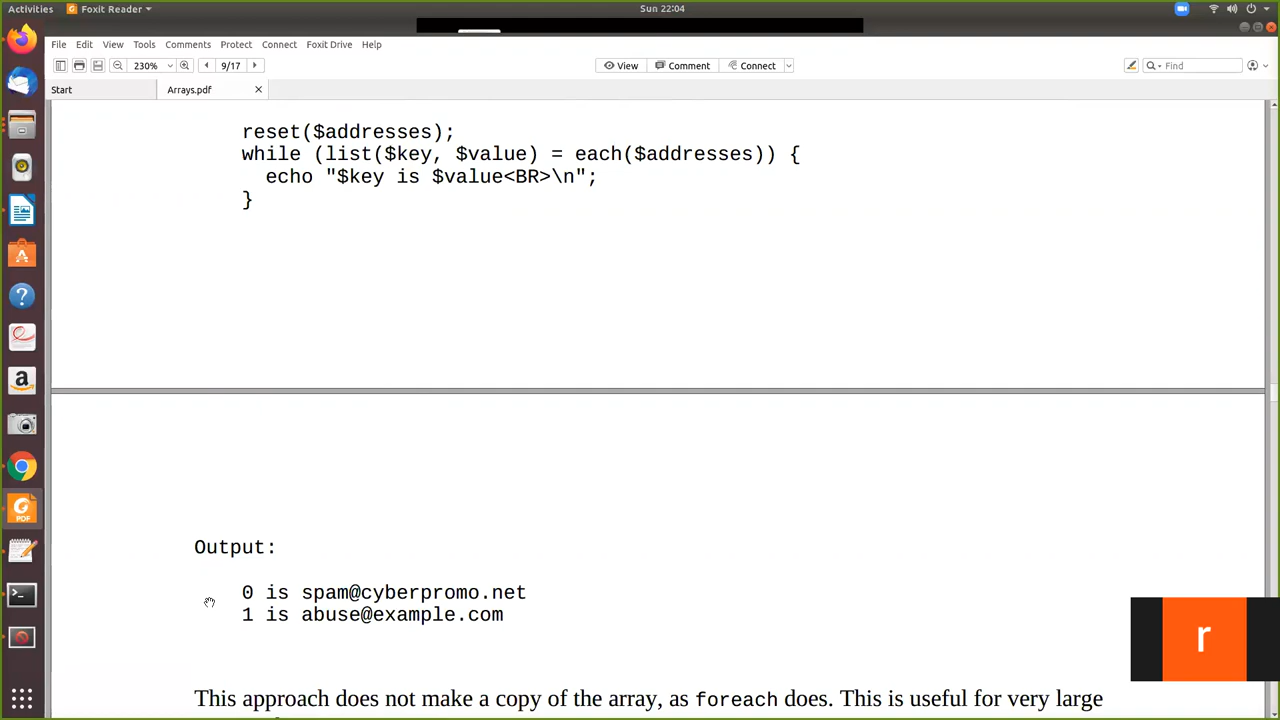 Activities
Foxit Reader
Sun 22:04
File Edit View Tools Comments Protect Connect Foxit Drive Help
230% 9/17 View Comment Connect Find
Start Arrays.pdf
reset($addresses);
while (list($key, $value) = each($addresses)) {
echo "$key is $value<BR>\n";
}
Output:
0 is spam@cyberpromo.net
1 is abuse@example.com
r
This approach does not make a copy of the array, as foreach does. This is useful for very large